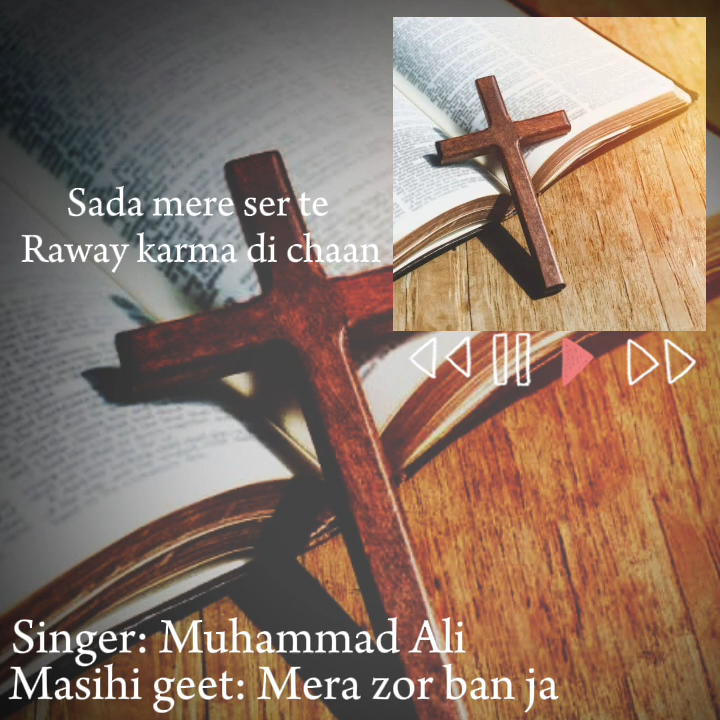 Sada mere ser te
Raway karma di chaan
Singer: Muhammad Ali
Masihi geet: Mera zor ban ja